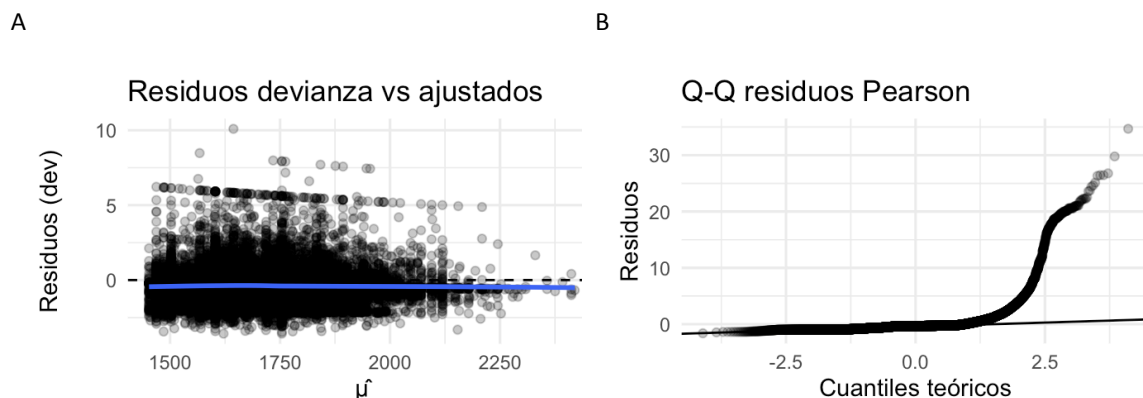 A
B
Residuos devianza vs ajustados
Residuos (dev)
10
5
0
1500
1750
2000
2250
μ̂
Q-Q residuos Pearson
Residuos
30
20
10
0
-2.5
0.0
2.5
Cuantiles teóricos